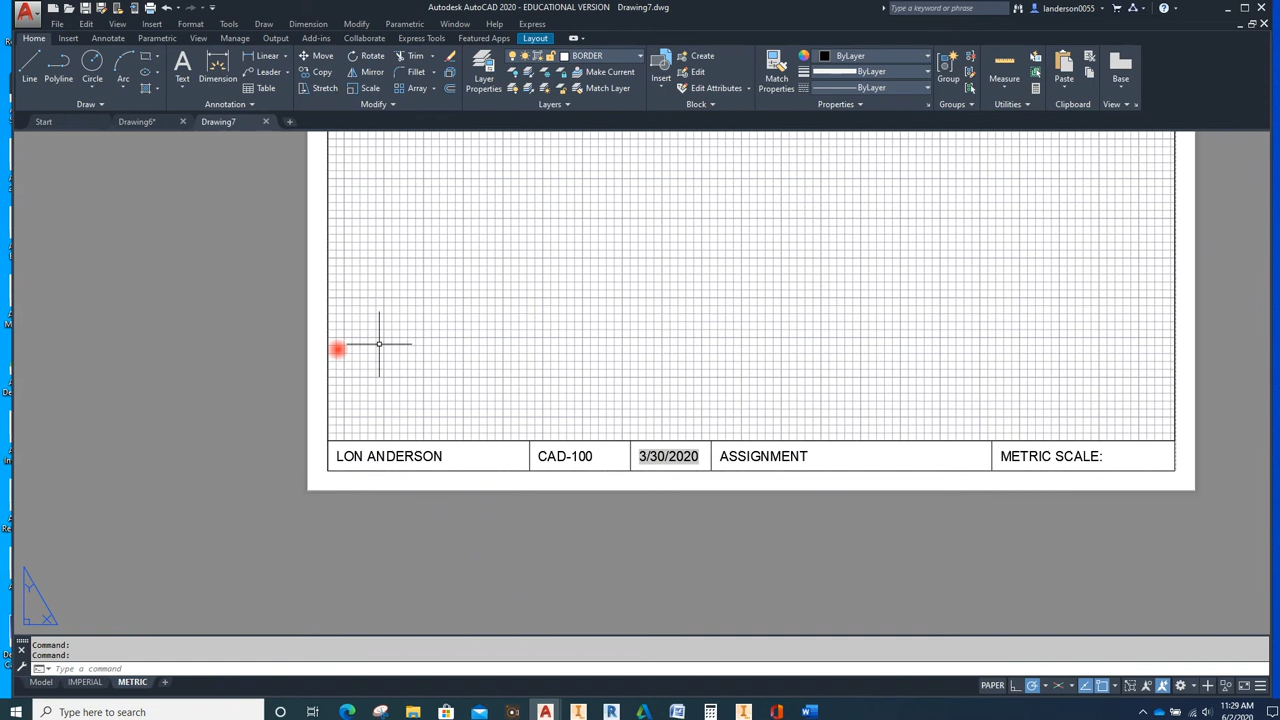 Autodesk AutoCAD 2020 - EDUCATIONAL VERSION Drawing7.dwg
Type a keyword or phrase
landerson0055
File Edit View Insert Format Tools Draw Dimension Modify Parametric Window Help Express
Home Insert Annotate Parametric View Manage Output Add-ins Collaborate Express Tools Featured Apps Layout
Line Polyline Circle Arc
Draw
Text Dimension
Linear
Leader
Table
Annotation
Move Rotate Trim
Copy Mirror Fillet
Stretch Scale Array
Modify
Layer Properties
BORDER
Make Current
Match Layer
Layers
Insert
Create
Edit
Edit Attributes
Block
Match Properties
ByLayer
ByLayer
ByLayer
Properties
Group
Groups
Measure
Utilities
Paste
Clipboard
Base
View
Start Drawing6* Drawing7
LON ANDERSON CAD-100 3/30/2020 ASSIGNMENT METRIC SCALE:
Y
X
Command:
Command:
Type a command
Model IMPERIAL METRIC
PAPER
Type here to search
11:29 AM
6/2/2020